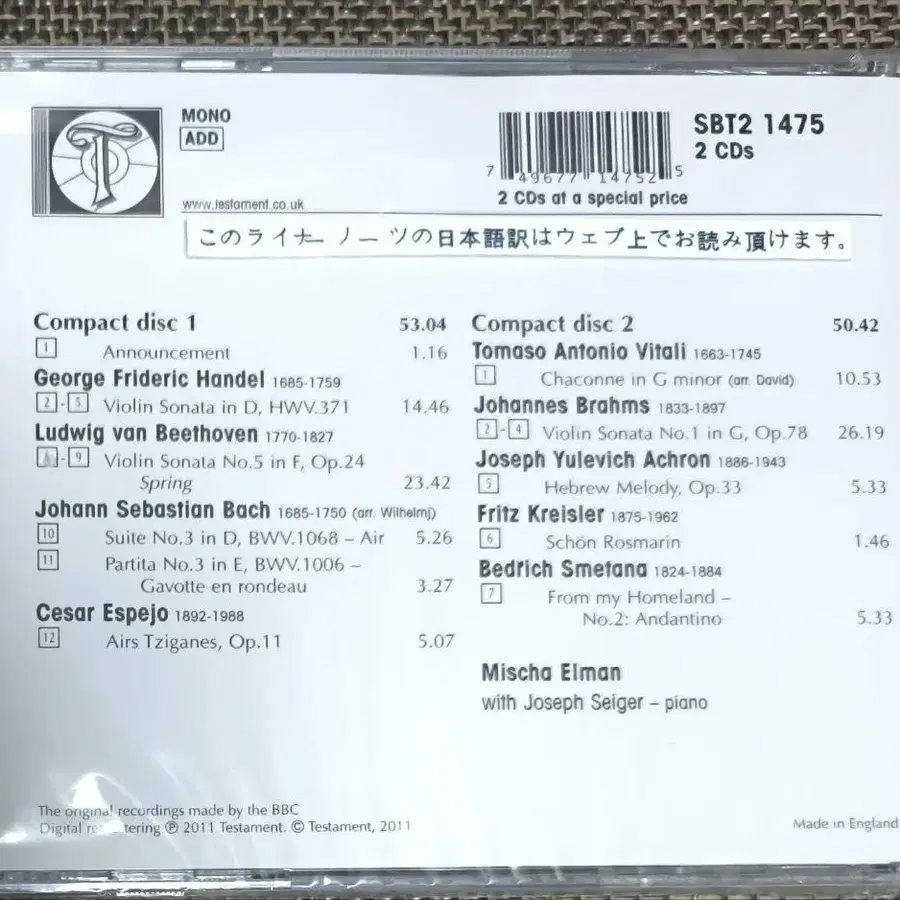 T
MONO
ADD
www.testament.co.uk
7 49677 14752 5
2 CDs at a special price
SBT2 1475
2 CDs
このライナー ノーツの日本語訳はウェブ上でお読み頂けます。
Compact disc 1 53.04
1 Announcement 1.16
George Frideric Handel 1685-1759
2 - 5 Violin Sonata in D, HWV.371 14.46
Ludwig van Beethoven 1770-1827
- 9 Violin Sonata No.5 in F, Op.24
Spring 23.42
Johann Sebastian Bach 1685-1750 (arr. Wilhelmj)
10 Suite No.3 in D, BWV.1068 – Air 5.26
11 Partita No.3 in E, BWV.1006 –
Gavotte en rondeau 3.27
Cesar Espejo 1892-1988
12 Airs Tziganes, Op.11 5.07
Compact disc 2 50.42
Tomaso Antonio Vitali 1663-1745
1 Chaconne in G minor (arr. David) 10.53
Johannes Brahms 1833-1897
2 - 4 Violin Sonata No.1 in G, Op.78 26.19
Joseph Yulevich Achron 1886-1943
5 Hebrew Melody, Op.33 5.33
Fritz Kreisler 1875-1962
6 Schön Rosmarin 1.46
Bedrich Smetana 1824-1884
7 From my Homeland –
No.2: Andantino 5.33
Mischa Elman
with Joseph Seiger – piano
The original recordings made by the BBC
Digital ℗ 2011 Testament. © Testament, 2011
Made in England